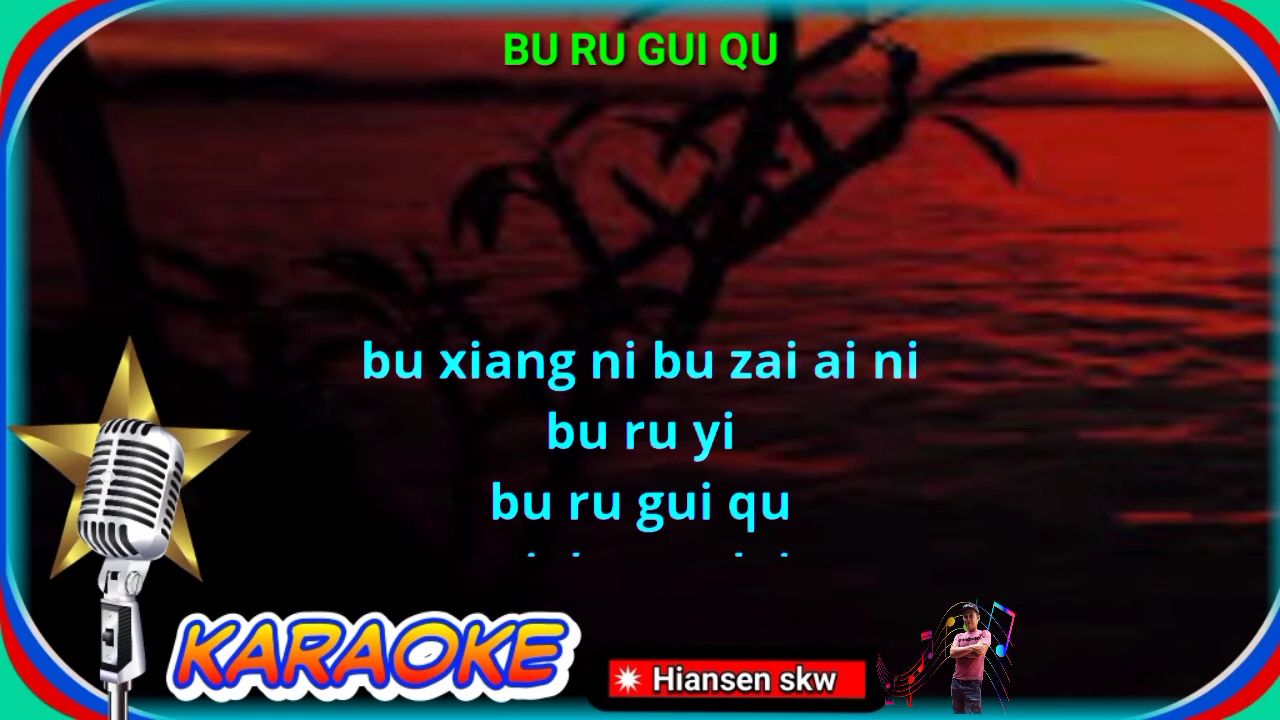 BU RU GUI QU
bu xiang ni bu zai ai ni
bu ru yi
bu ru gui qu
KARAOKE
Hiansen skw